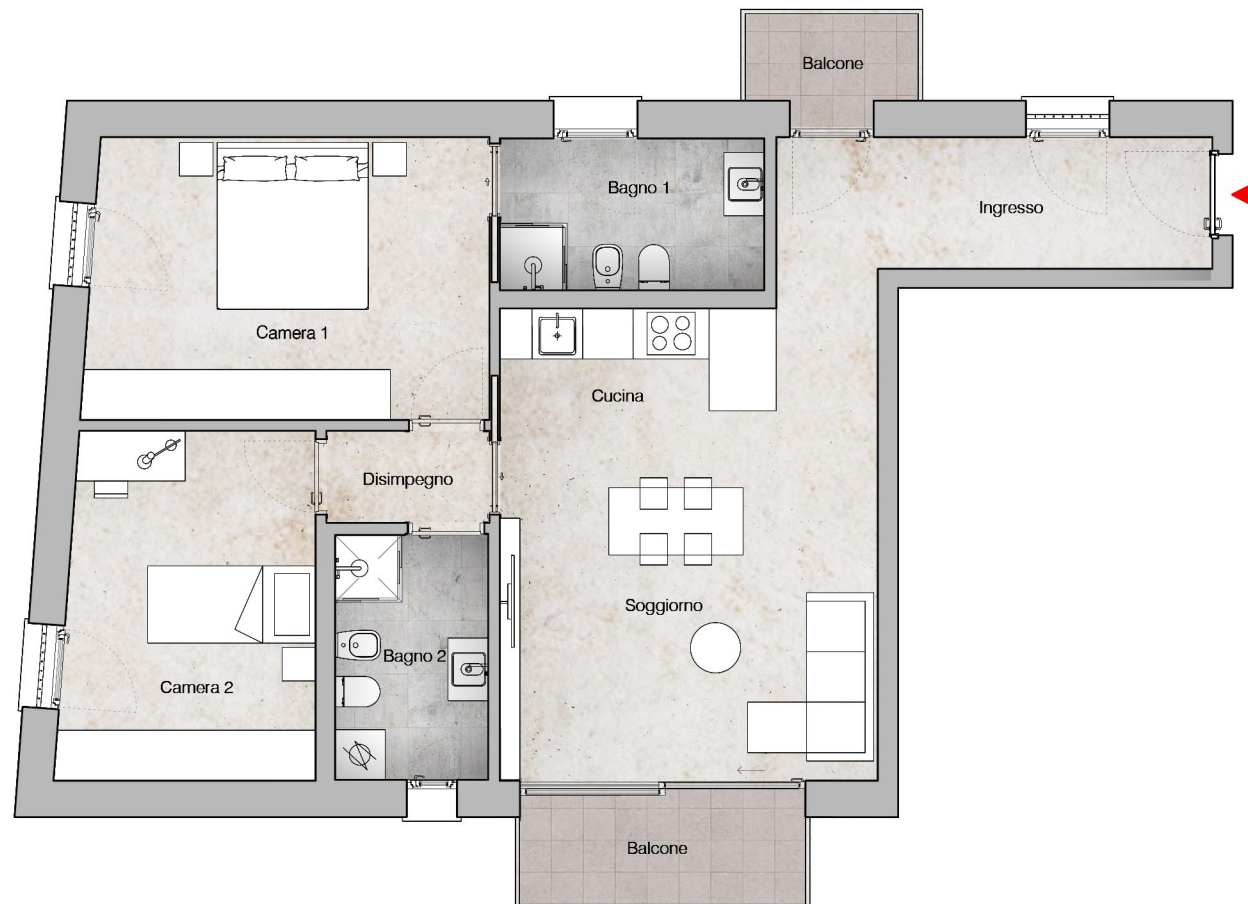 Balcone
Bagno 1
Ingresso
Camera 1
Cucina
Disimpegno
Soggiorno
Bagno 2
Camera 2
Balcone